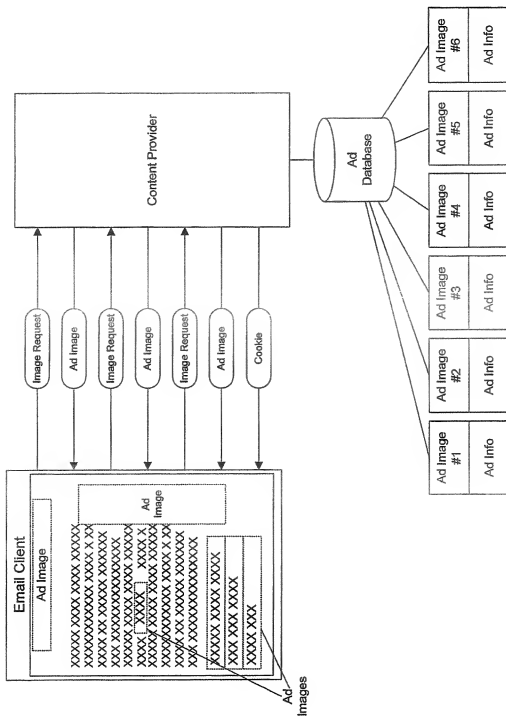 Email Client
Ad Image
Ad
Image
XXXX
Ad
Images
Image Request
Ad Image
Image Request
Ad Image
Image Request
Ad Image
Cookie
Content Provider
Ad
Database
Ad Image
#1
Ad Info
Ad Image
#2
Ad Info
Ad Image
#3
Ad Info
Ad Image
#4
Ad Info
Ad Image
#5
Ad Info
Ad Image
#6
Ad Info